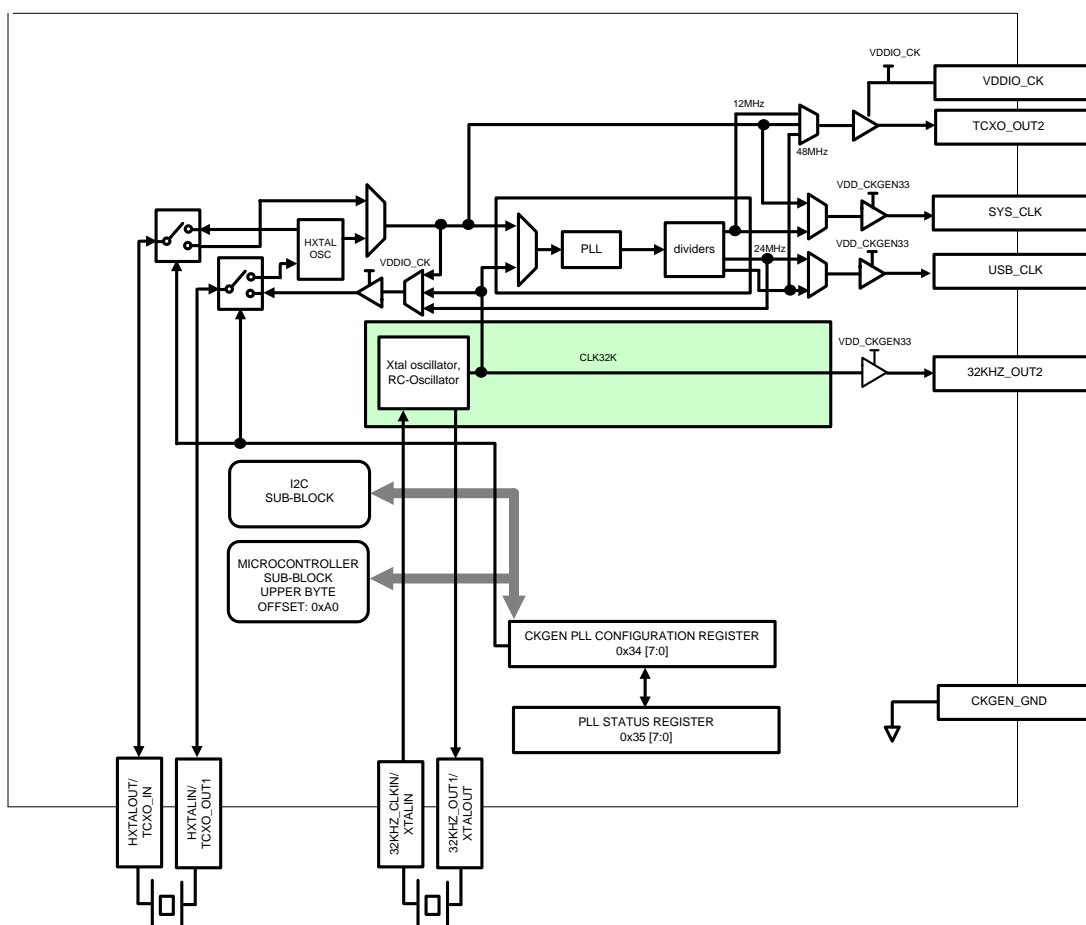 VDDIO_CK
VDDIO_CK
12MHz
TCXO_OUT2
48MHz
VDD_CKGEN33
SYS_CLK
HXTAL
OSC
PLL
dividers
24MHz
VDD_CKGEN33
VDDIO_CK
USB_CLK
VDD_CKGEN33
Xtal oscillator,
RC-Oscillator
CLK32K
32KHZ_OUT2
I2C
SUB-BLOCK
MICROCONTROLLER
SUB-BLOCK
UPPER BYTE
OFFSET: 0xA0
CKGEN PLL CONFIGURATION REGISTER
0x34 [7:0]
PLL STATUS REGISTER
0x35 [7:0]
CKGEN_GND
HXTALOUT/
TCXO_IN
HXTALIN/
TCXO_OUT1
32KHZ_CLKIN/
XTALIN
32KHZ_OUT1/
XTALOUT